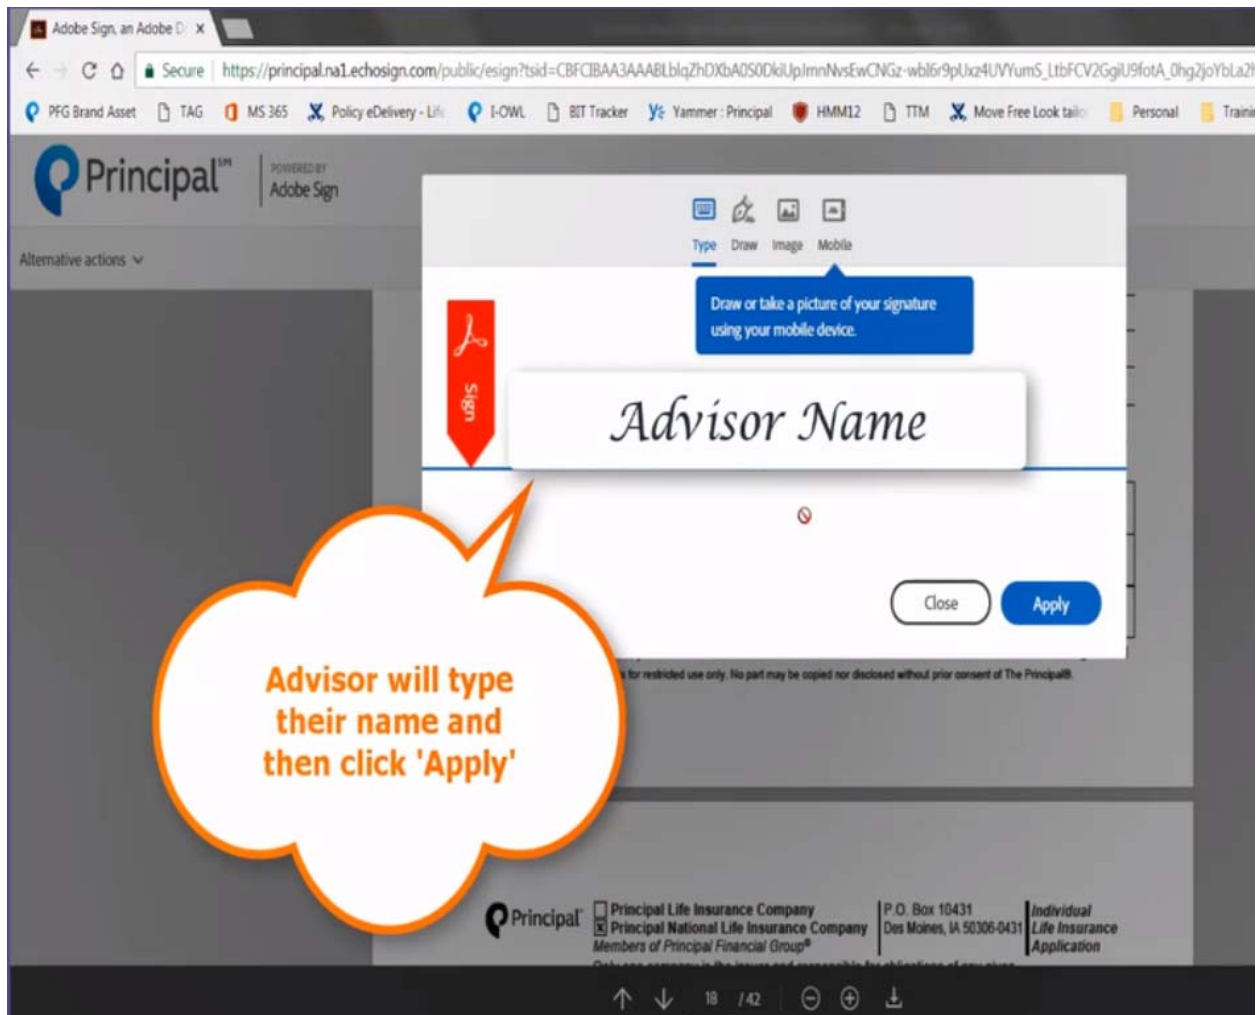 Adobe Sign, an Adobe D
Secure https://principal.na1.echosign.com/public/esign?
PFG Brand Asset TAG MS 365 Policy eDelivery - Life I-OWL BIT Tracker Yammer : Principal HMM12 TTM Move Free Look tailo Personal Trainin
Principal℠ POWERED BY
Adobe Sign
Type Draw Image Mobile
Alternative actions
Draw or take a picture of your signature
using your mobile device.
Sign
Advisor Name
Close Apply
Advisor will type
their name and
then click 'Apply'
for restricted use only. No part may be copied nor disclosed without prior consent of The Principal®.
Principal® Principal Life Insurance Company P.O. Box 10431 Individual
X Principal National Life Insurance Company Des Moines, IA 50306-0431 Life Insurance
Members of Principal Financial Group® Application
18 / 42